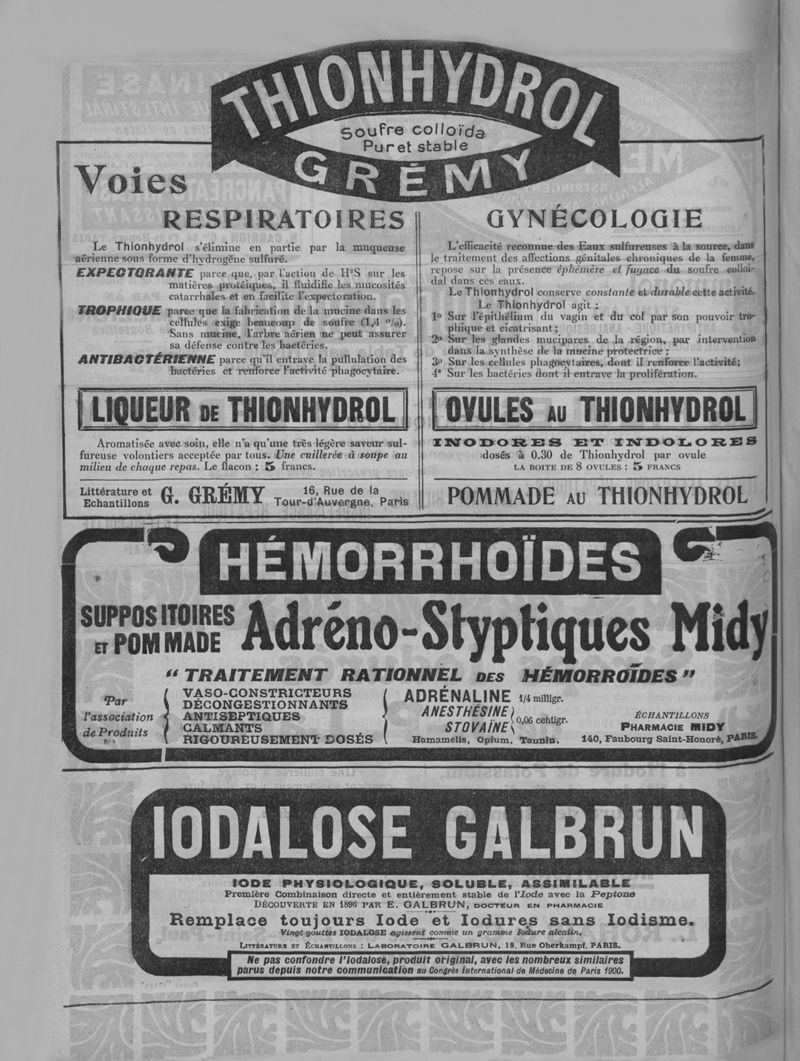 THIONHYDROL
Soufre colloïdal
Pur et stable
GRÉMY
Voies
RESPIRATOIRES
Le Thionhydrol s'élimine en partie par la muqueuse
aérienne sous forme d'hydrogène sulfuré.
EXPECTORANTE parce que, par l'action de H²S sur les
matières protéiques, il fluidifie les mucosités
catarrhales et en facilite l'expectoration.
TROPHIQUE parce que la fabrication de la mucine dans les
cellules exige beaucoup de soufre (1,4 %).
Sans mucine, l'arbre aérien ne peut assurer
sa défense contre les bactéries.
ANTIBACTÉRIENNE parce qu'il entrave la pullulation des
bactéries et renforce l'activité phagocytaire.
LIQUEUR DE THIONHYDROL
Aromatisée avec soin, elle n'a qu'une très légère saveur sul-
fureuse volontiers acceptée par tous. Une cuillerée à soupe au
milieu de chaque repas. Le flacon : 5 francs.
Littérature et
Echantillons
G. GRÉMY
16, Rue de la
Tour-d'Auvergne, Paris
GYNÉCOLOGIE
L'efficacité reconnue des Eaux sulfureuses à la source, dans
le traitement des affections génitales chroniques de la femme,
repose sur la présence éphémère et fugace du soufre colloï-
dal dans ces eaux.
Le Thionhydrol conserve constante et durable cette activité.
Le Thionhydrol agit :
1º Sur l'épithélium du vagin et du col par son pouvoir tro-
phique et cicatrisant ;
2º Sur les glandes mucipares de la région, par intervention
dans la synthèse de la mucine protectrice ;
3º Sur les cellules phagocytaires, dont il renforce l'activité;
4º Sur les bactéries dont il entrave la prolifération.
OVULES AU THIONHYDROL
INODORES ET INDOLORES
dosés à 0.30 de Thionhydrol par ovule
LA BOITE DE 8 OVULES : 5 FRANCS
POMMADE AU THIONHYDROL
HÉMORRHOÏDES
SUPPOSITOIRES
ET POMMADE
Adréno-Styptiques Midy
“ TRAITEMENT RATIONNEL DES HÉMORROÏDES ”
Par
l'association
de Produits
VASO-CONSTRICTEURS
DÉCONGESTIONNANTS
ANTISEPTIQUES
CALMANTS
RIGOUREUSEMENT DOSÉS
ADRÉNALINE 1/4 milligr.
ANESTHÉSINE
STOVAÏNE
0,06 centigr.
Hamamelis, Opium, Tannin.
ÉCHANTILLONS
PHARMACIE MIDY
140, Faubourg Saint-Honoré, PARIS.
IODALOSE GALBRUN
IODE PHYSIOLOGIQUE, SOLUBLE, ASSIMILABLE
Première Combinaison directe et entièrement stable de l'Iode avec la Peptone
DÉCOUVERTE EN 1896 PAR E. GALBRUN, DOCTEUR EN PHARMACIE
Remplace toujours Iode et Iodures sans Iodisme.
Vingt gouttes IODALOSE agissent comme un gramme Iodure alcalin.
LITTÉRATURE ET ÉCHANTILLONS : LABORATOIRE GALBRUN, 18, Rue Oberkampf, PARIS.
Ne pas confondre l'Iodalose, produit original, avec les nombreux similaires
parus depuis notre communication au Congrès International de Médecine de Paris 1900.